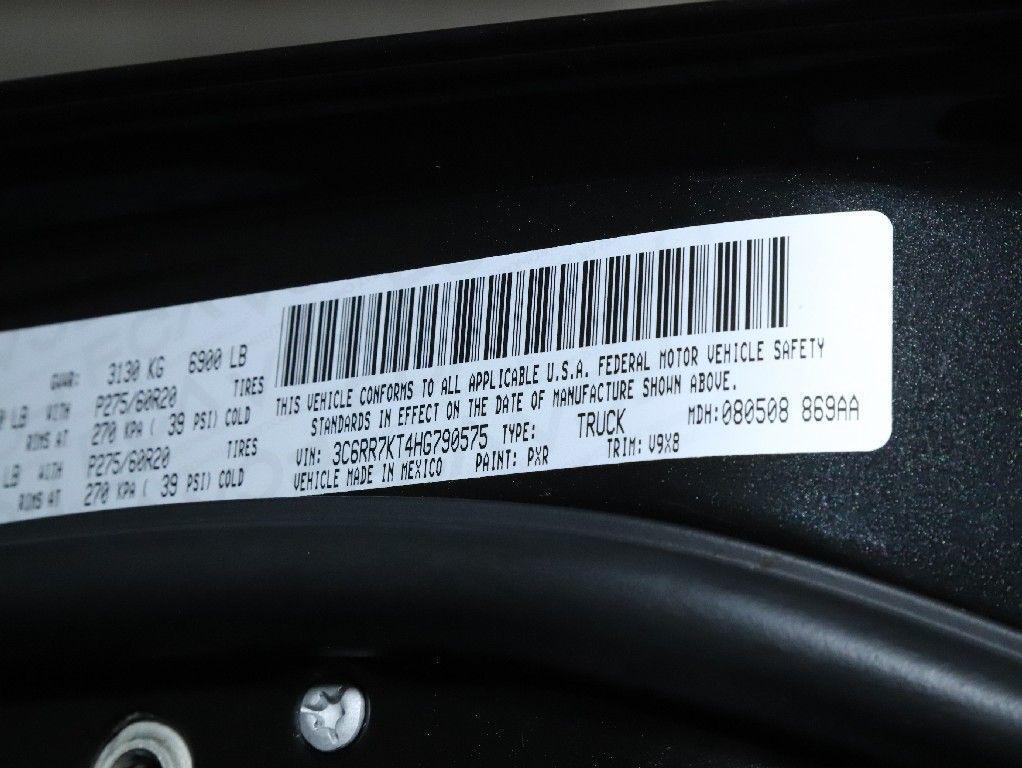 GVWR: 3130 KG 6900 LB
LB WITH P275/60R20 TIRES
RIMS AT 270 KPA ( 39 PSI) COLD
LB WITH P275/60R20 TIRES
RIMS AT 270 KPA ( 39 PSI) COLD
THIS VEHICLE CONFORMS TO ALL APPLICABLE U.S.A. FEDERAL MOTOR VEHICLE SAFETY
STANDARDS IN EFFECT ON THE DATE OF MANUFACTURE SHOWN ABOVE.
VIN: 3C6RR7KT4HG790575 TYPE: TRUCK MDH:080508 869AA
VEHICLE MADE IN MEXICO PAINT: PXR TRIM: V9X8